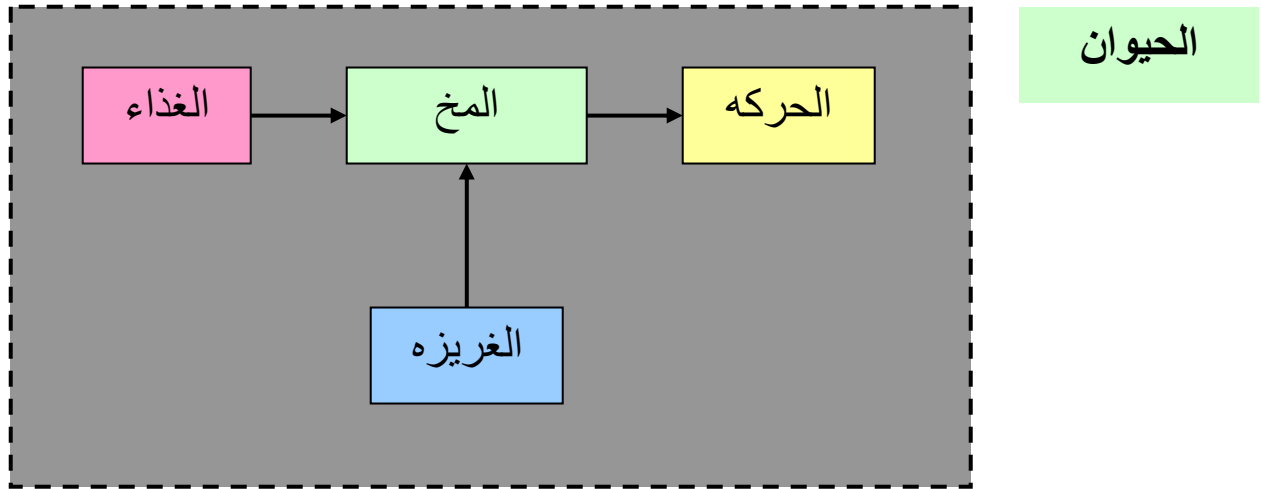 الحيوان
الحركه
المخ
الغذاء
الغريزه